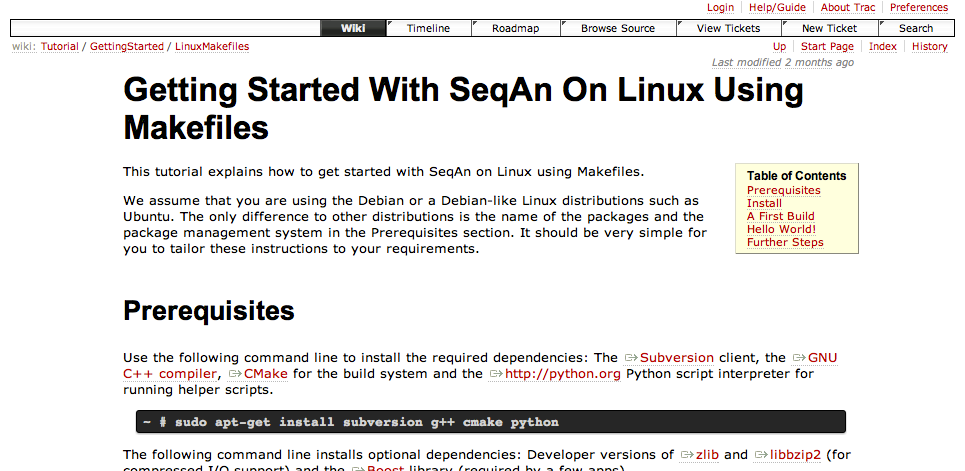 Login Help/Guide About Trac Preferences
Wiki Timeline Roadmap Browse Source View Tickets New Ticket Search
wiki: Tutorial / GettingStarted / LinuxMakefiles Up Start Page Index History
Last modified 2 months ago
Getting Started With SeqAn On Linux Using
Makefiles
This tutorial explains how to get started with SeqAn on Linux using Makefiles.
We assume that you are using the Debian or a Debian-like Linux distributions such as
Ubuntu. The only difference to other distributions is the name of the packages and the
package management system in the Prerequisites section. It should be very simple for
you to tailor these instructions to your requirements.
Table of Contents
Prerequisites
Install
A First Build
Hello World!
Further Steps
Prerequisites
Use the following command line to install the required dependencies: The Subversion client, the GNU
C++ compiler, CMake for the build system and the http://python.org Python script interpreter for
running helper scripts.
~ # sudo apt-get install subversion g++ cmake python
The following command line installs optional dependencies: Developer versions of zlib and libbzip2 (for
compressed I/O support) and the Boost library (required by a few apps).